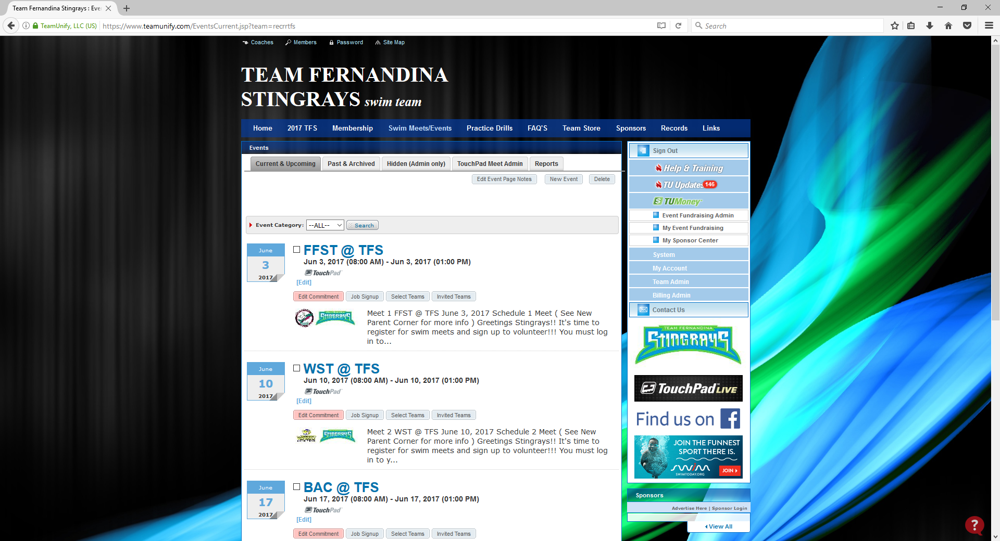 Team Fernandina Stingrays : Eve
TeamUnify, LLC (US)
https://www.teamunify.com/EventsCurrent.jsp?team=recrrtfs
Search
Coaches
Members
Password
Site Map
TEAM FERNANDINA
STINGRAYS swim team
Home
2017 TFS
Membership
Swim Meets/Events
Practice Drills
FAQ'S
Team Store
Sponsors
Records
Links
Events
Current & Upcoming
Past & Archived
Hidden (Admin only)
TouchPad Meet Admin
Reports
Edit Event Page Notes
New Event
Delete
Event Category:
--ALL--
Search
June
3
2017
FFST @ TFS
Jun 3, 2017 (08:00 AM) - Jun 3, 2017 (01:00 PM)
TouchPad
[Edit]
Edit Commitment
Job Signup
Select Teams
Invited Teams
STINGRAYS
Meet 1 FFST @ TFS June 3, 2017 Schedule 1 Meet ( See New
Parent Corner for more info ) Greetings Stingrays!! It's time to
register for swim meets and sign up to volunteer!!! You must log
in to...
June
10
2017
WST @ TFS
Jun 10, 2017 (08:00 AM) - Jun 10, 2017 (01:00 PM)
TouchPad
[Edit]
Edit Commitment
Job Signup
Select Teams
Invited Teams
STINGRAYS
Meet 2 WST @ TFS June 10, 2017 Schedule 2 Meet ( See New
Parent Corner for more info ) Greetings Stingrays!! It's time to
register for swim meets and sign up to volunteer!!! You must log
in to y...
June
17
2017
BAC @ TFS
Jun 17, 2017 (08:00 AM) - Jun 17, 2017 (01:00 PM)
TouchPad
[Edit]
Edit Commitment
Job Signup
Select Teams
Invited Teams
Sign Out
Help & Training
TU Updates 146
TUMoney
Event Fundraising Admin
My Event Fundraising
My Sponsor Center
System
My Account
Team Admin
Billing Admin
Contact Us
TEAM FERNANDINA
STINGRAYS
TouchPad LIVE
Find us on
JOIN THE FUNNEST
SPORT THERE IS.
SWIM
SWIMTODAY.ORG
JOIN
Sponsors
Advertise Here | Sponsor Login
View All
?